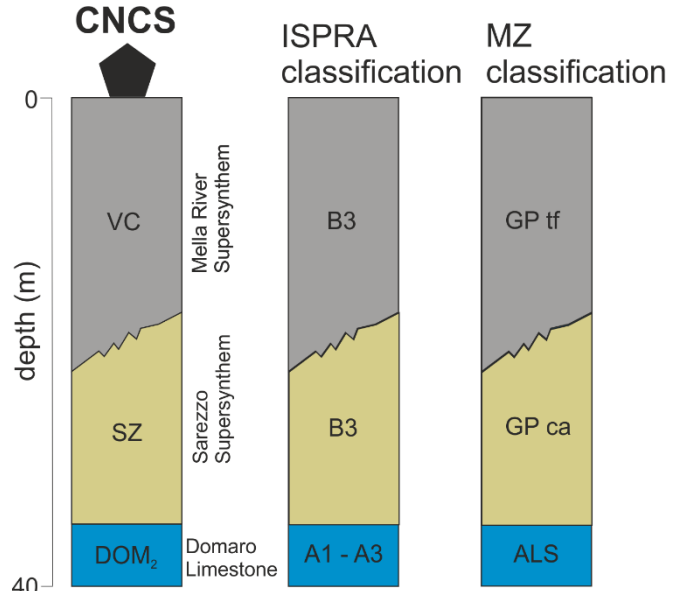 CNCS
ISPRA
classification
MZ
classification
0
depth (m)
40
VC
Mella River
Supersynthem
SZ
Sarezzo
Supersynthem
DOM₂
Domaro
Limestone
B3
B3
A1 - A3
GP tf
GP ca
ALS